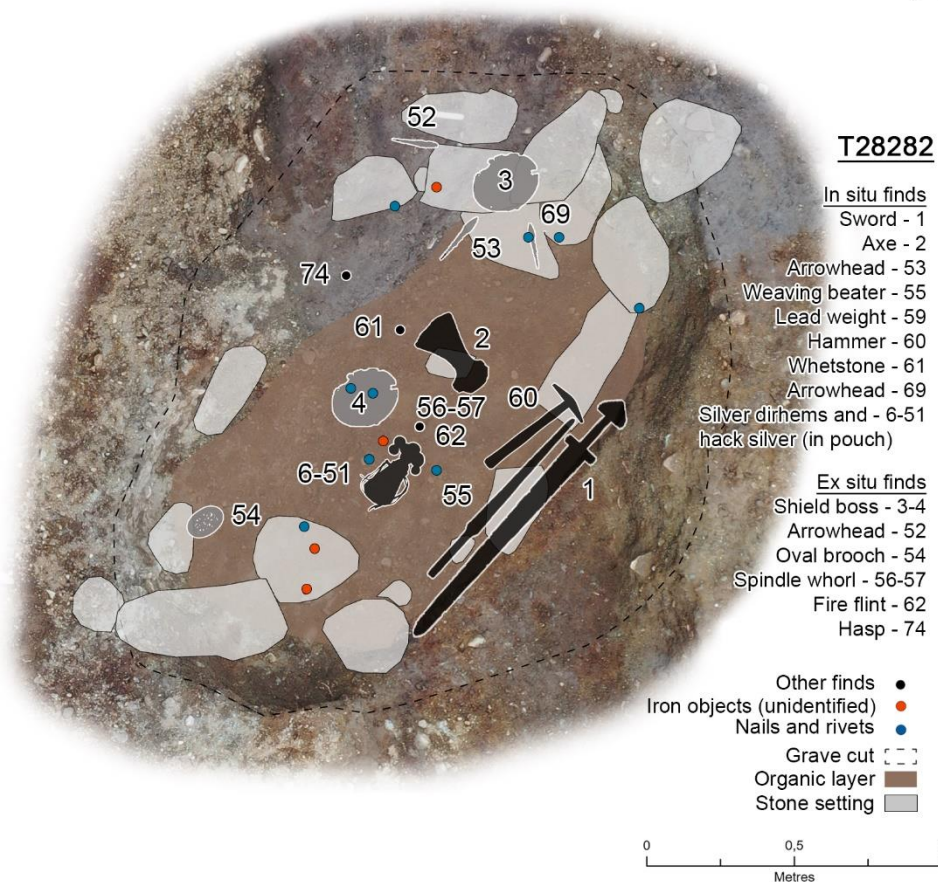 52
3
69
53
74
61
2
4
56-57
60
62
6-51
55
1
54
T28282
In situ finds
Sword - 1
Axe - 2
Arrowhead - 53
Weaving beater - 55
Lead weight - 59
Hammer - 60
Whetstone - 61
Arrowhead - 69
Silver dirhems and - 6-51
hack silver (in pouch)
Ex situ finds
Shield boss - 3-4
Arrowhead - 52
Oval brooch - 54
Spindle whorl - 56-57
Fire flint - 62
Hasp - 74
Other finds
Iron objects (unidentified)
Nails and rivets
Grave cut
Organic layer
Stone setting
0 0,5
Metres